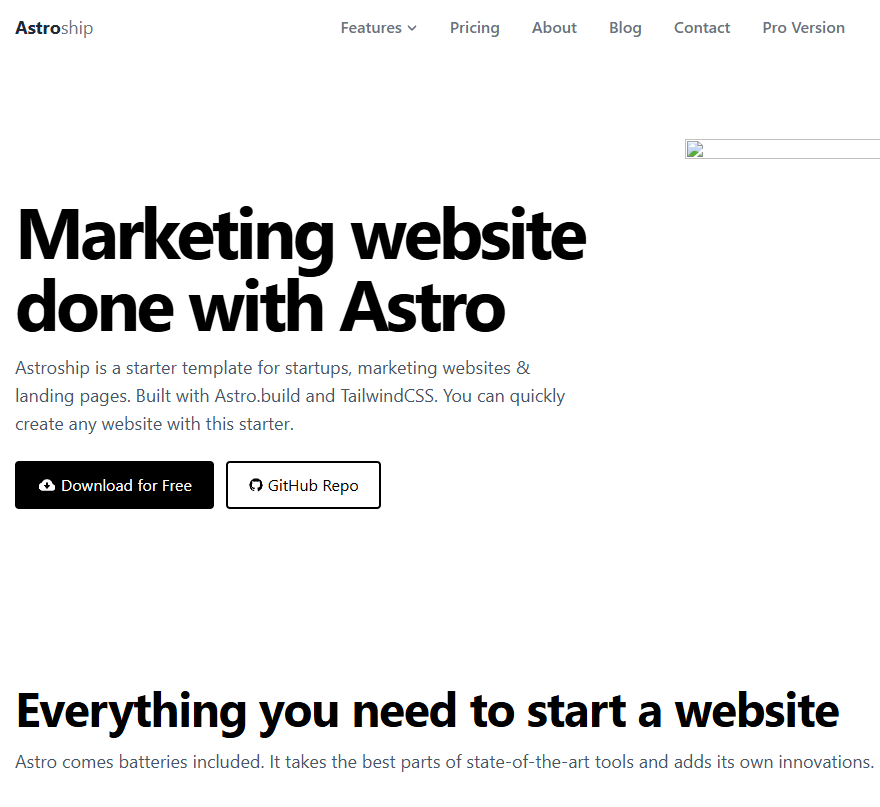 Astroship
Features
Pricing
About
Blog
Contact
Pro Version
Marketing website
done with Astro
Astroship is a starter template for startups, marketing websites &
landing pages. Built with Astro.build and TailwindCSS. You can quickly
create any website with this starter.
Download for Free
GitHub Repo
Everything you need to start a website
Astro comes batteries included. It takes the best parts of state-of-the-art tools and adds its own innovations.